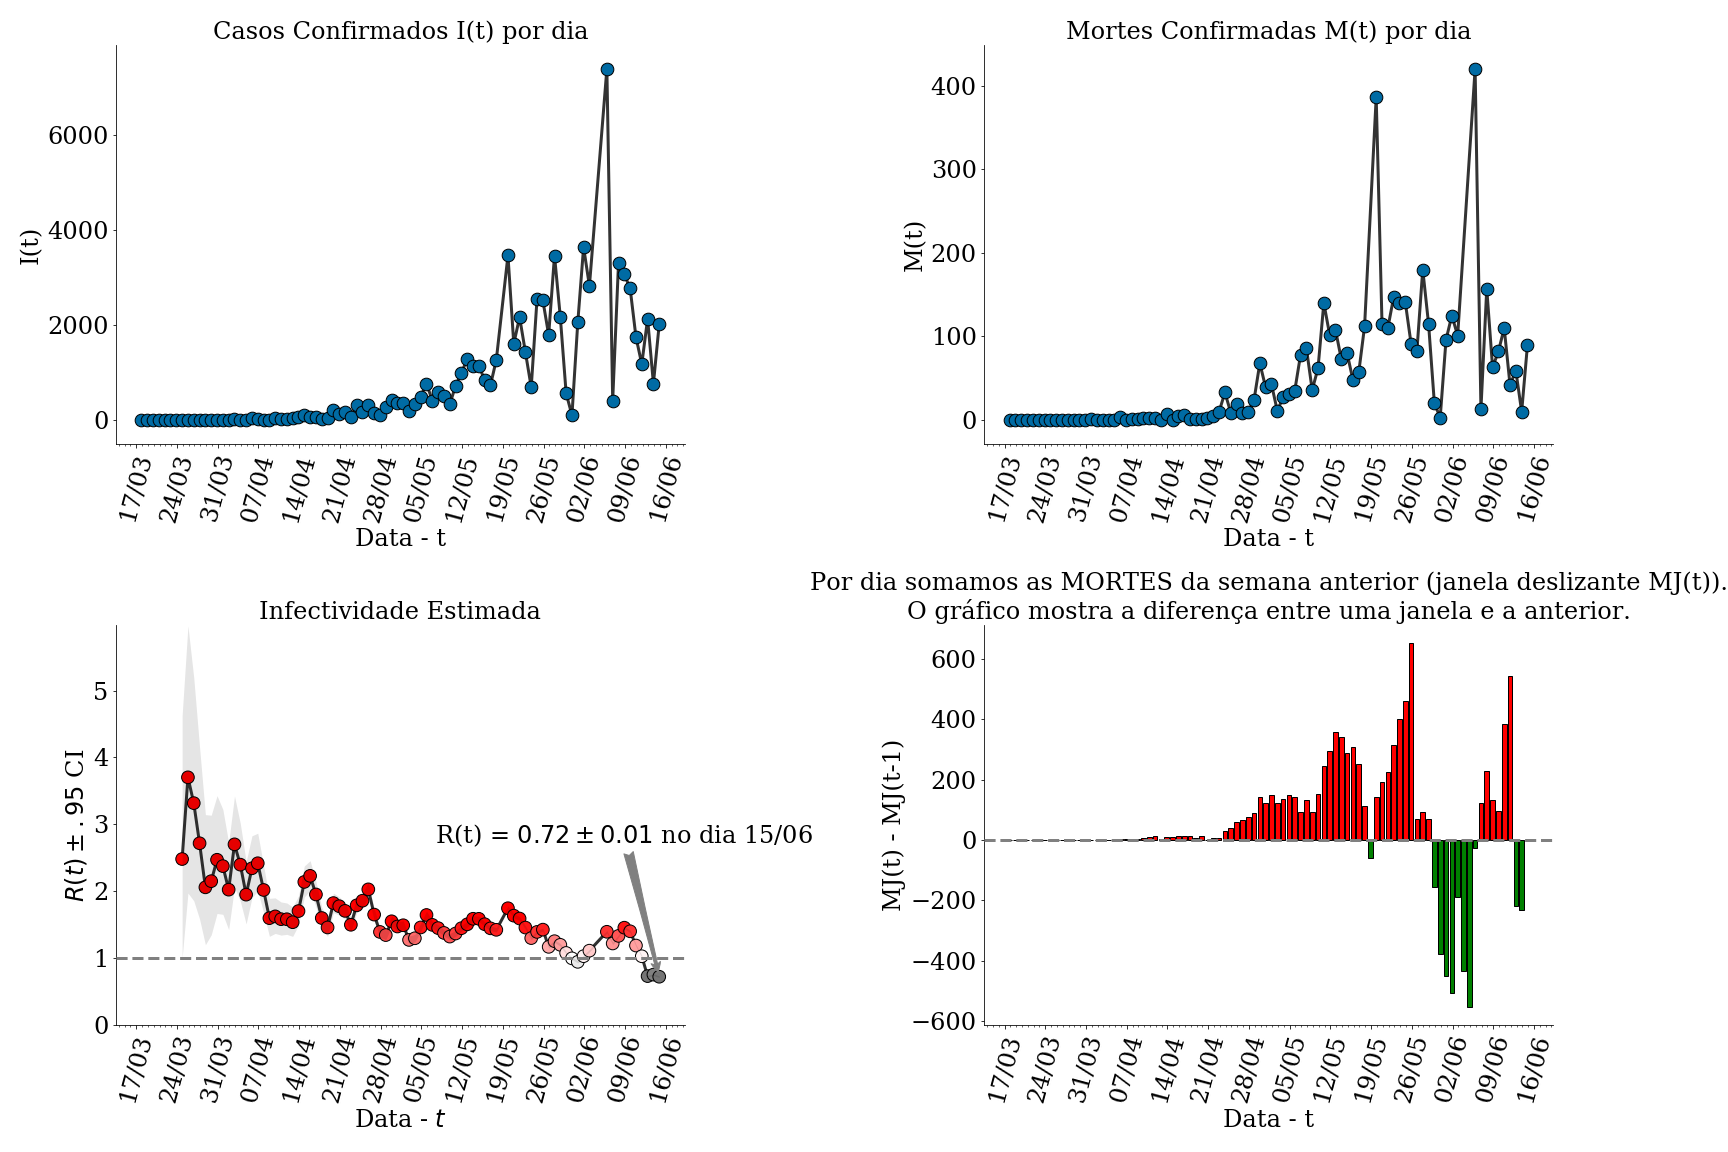 Casos Confirmados I(t) por dia
I(t)
6000
4000
2000
0
17/03 24/03 31/03 07/04 14/04 21/04 28/04 05/05 12/05 19/05 26/05 02/06 09/06 16/06
Data - t
Mortes Confirmadas M(t) por dia
M(t)
400
300
200
100
0
17/03 24/03 31/03 07/04 14/04 21/04 28/04 05/05 12/05 19/05 26/05 02/06 09/06 16/06
Data - t
Infectividade Estimada
R(t) ± .95 CI
5
4
3
2
1
0
R(t) = 0.72 ± 0.01 no dia 15/06
17/03 24/03 31/03 07/04 14/04 21/04 28/04 05/05 12/05 19/05 26/05 02/06 09/06 16/06
Data - t
Por dia somamos as MORTES da semana anterior (janela deslizante MJ(t)).
O gráfico mostra a diferença entre uma janela e a anterior.
MJ(t) - MJ(t-1)
600
400
200
0
−200
−400
−600
17/03 24/03 31/03 07/04 14/04 21/04 28/04 05/05 12/05 19/05 26/05 02/06 09/06 16/06
Data - t